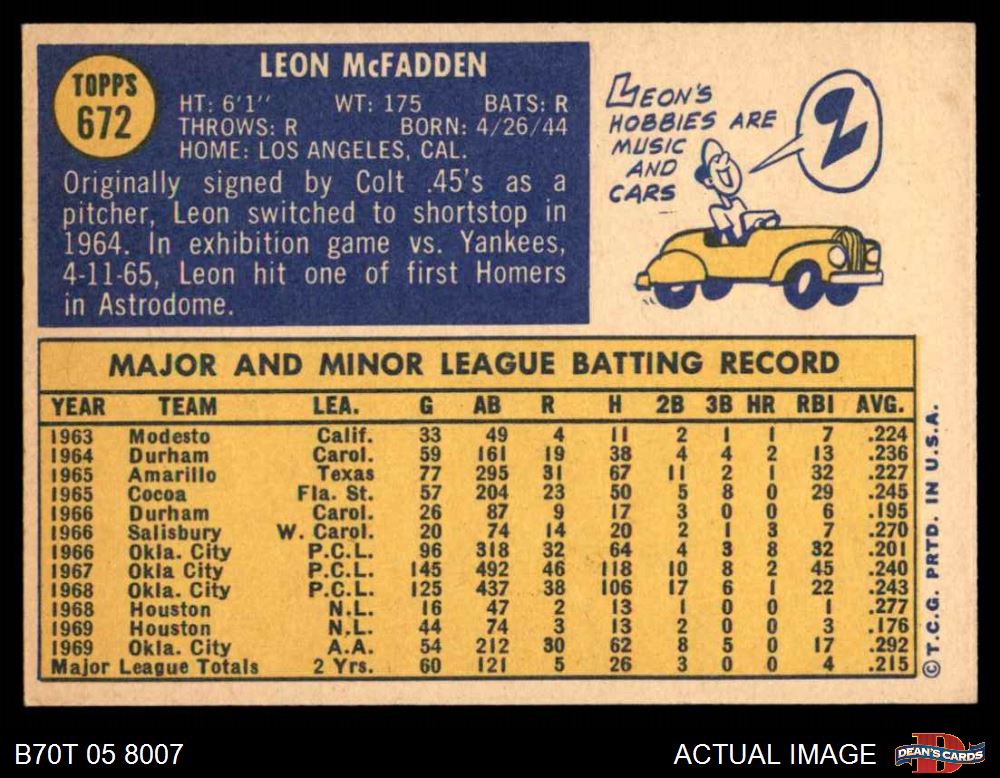 TOPPS
672
LEON McFADDEN
HT: 6'1" WT: 175 BATS: R
THROWS: R BORN: 4/26/44
HOME: LOS ANGELES, CAL.
Originally signed by Colt .45's as a
pitcher, Leon switched to shortstop in
1964. In exhibition game vs. Yankees,
4-11-65, Leon hit one of first Homers
in Astrodome.
LEON'S
HOBBIES ARE
MUSIC
AND
CARS
MAJOR AND MINOR LEAGUE BATTING RECORD
YEAR TEAM LEA. G AB R H 2B 3B HR RBI AVG.
1963 Modesto Calif. 33 49 4 11 2 1 1 7 .224
1964 Durham Carol. 59 161 19 38 4 4 2 13 .236
1965 Amarillo Texas 77 295 31 67 11 2 1 32 .227
1965 Cocoa Fla. St. 57 204 23 50 5 8 0 29 .245
1966 Durham Carol. 26 87 9 17 3 0 0 6 .195
1966 Salisbury W. Carol. 20 74 14 20 2 1 3 7 .270
1966 Okla. City P.C.L. 96 318 32 64 4 3 8 32 .201
1967 Okla City P.C.L. 145 492 46 118 10 8 2 45 .240
1968 Okla. City P.C.L. 125 437 38 106 17 6 1 22 .243
1968 Houston N.L. 16 47 2 13 1 0 0 1 .277
1969 Houston N.L. 44 74 3 13 2 0 0 3 .176
1969 Okla. City A.A. 54 212 30 62 8 5 0 17 .292
Major League Totals 2 Yrs. 60 121 5 26 3 0 0 4 .215
© T.C.G. PRTD. IN U.S.A.
B70T 05 8007
ACTUAL IMAGE
DEAN'S CARDS